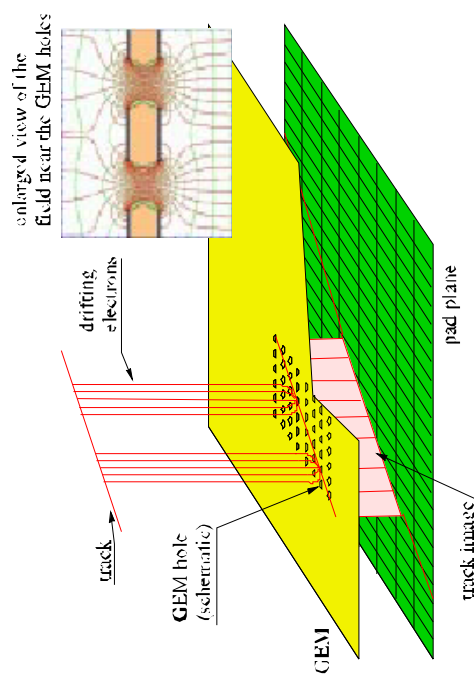 enlarged view of the
field near the GEM holes
drifting
electrons
track
GEM hole
(schematic)
GEM
pad plane
track image